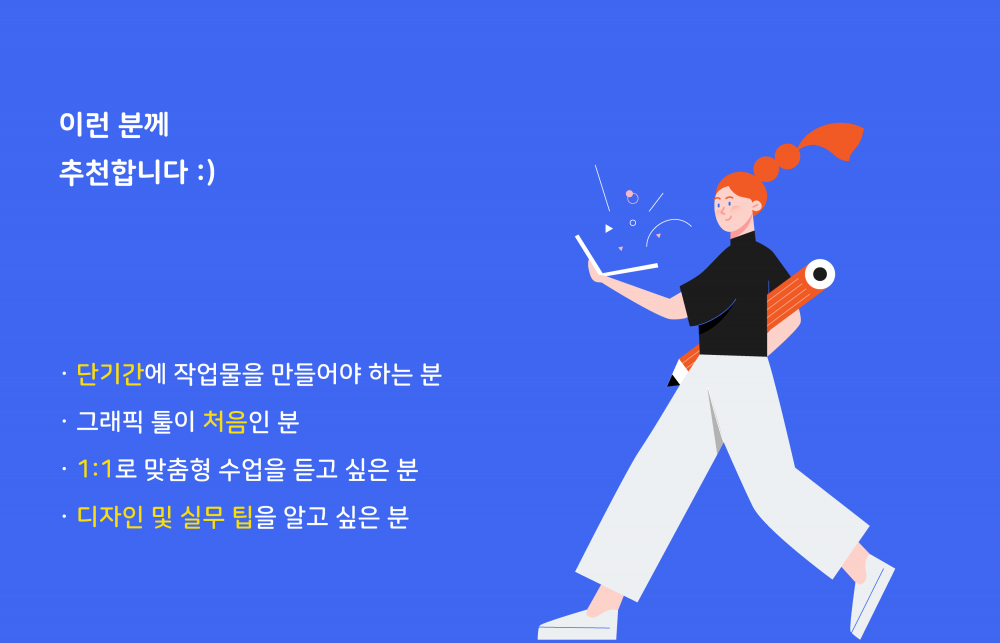 이런 분께
추천합니다 :)
· 단기간에 작업물을 만들어야 하는 분
· 그래픽 툴이 처음인 분
· 1:1로 맞춤형 수업을 듣고 싶은 분
· 디자인 및 실무 팁을 알고 싶은 분